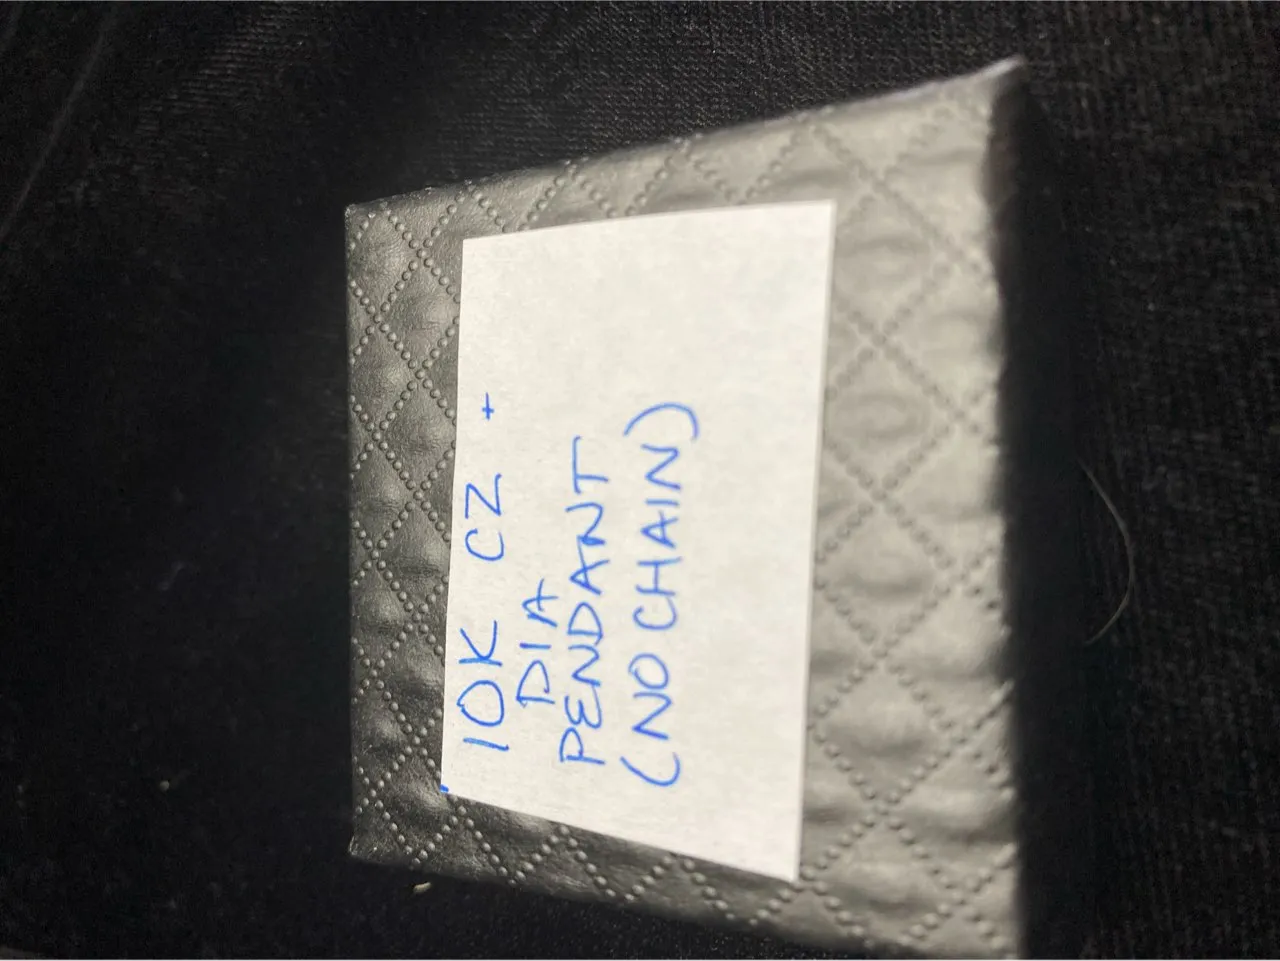 10K CZ +
DIA
PENDANT
(NO CHAIN)